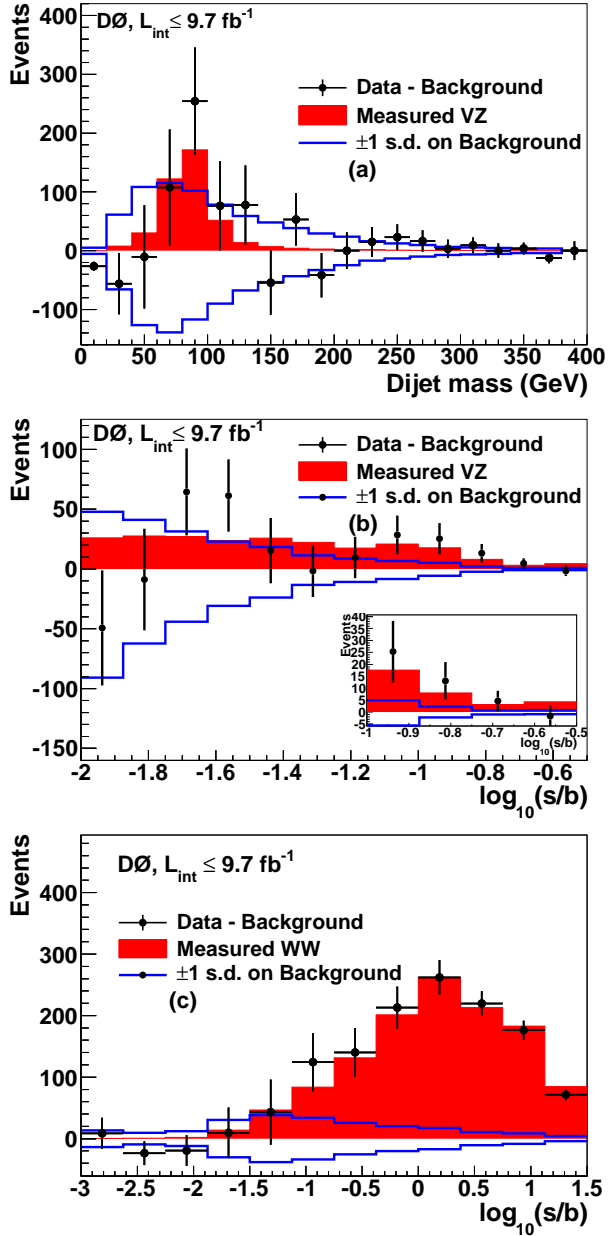 Events
400
300
200
100
0
-100
DØ, L_int ≤ 9.7 fb^-1
Data - Background
Measured VZ
±1 s.d. on Background
(a)
0 50 100 150 200 250 300 350 400
Dijet mass (GeV)
Events
100
50
0
-50
-100
-150
DØ, L_int ≤ 9.7 fb^-1
Data - Background
Measured VZ
±1 s.d. on Background
(b)
Events
40
35
30
25
20
15
10
5
0
-5
-1 -0.9 -0.8 -0.7 -0.6 -0.5
log_10(s/b)
-2 -1.8 -1.6 -1.4 -1.2 -1 -0.8 -0.6
log_10(s/b)
Events
400
300
200
100
0
DØ, L_int ≤ 9.7 fb^-1
Data - Background
Measured WW
±1 s.d. on Background
(c)
-3 -2.5 -2 -1.5 -1 -0.5 0 0.5 1 1.5
log_10(s/b)